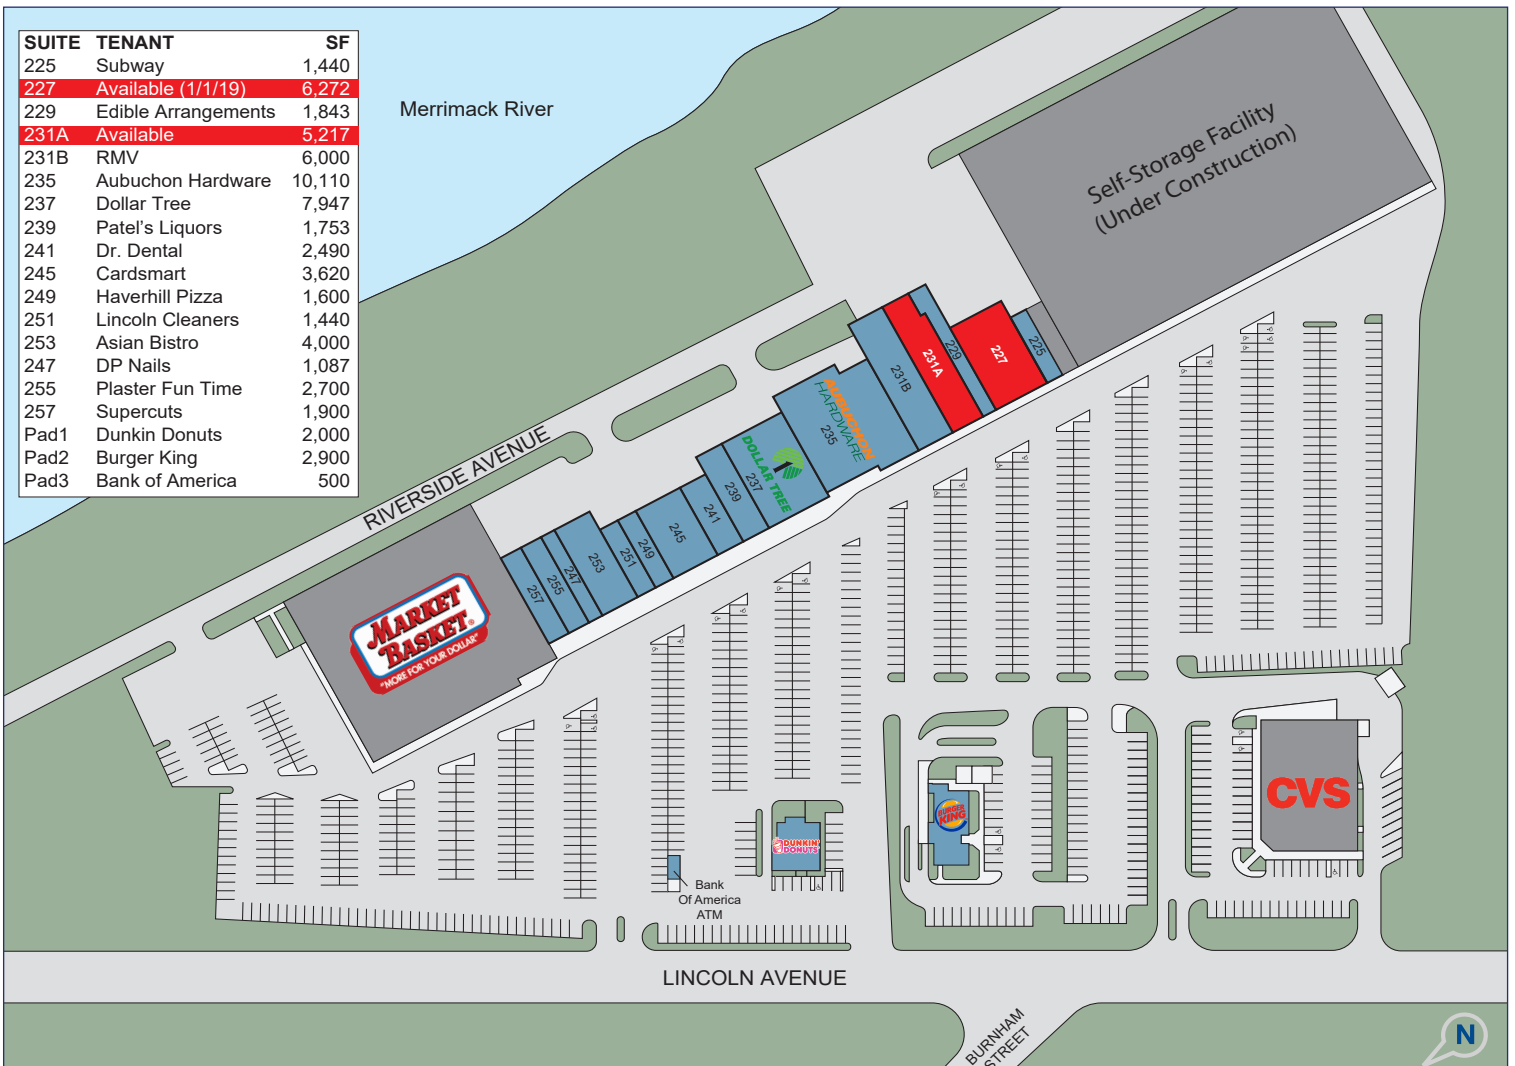 SUITE TENANT SF
225 Subway 1,440
227 Available (1/1/19) 6,272
229 Edible Arrangements 1,843
231A Available 5,217
231B RMV 6,000
235 Aubuchon Hardware 10,110
237 Dollar Tree 7,947
239 Patel's Liquors 1,753
241 Dr. Dental 2,490
245 Cardsmart 3,620
249 Haverhill Pizza 1,600
251 Lincoln Cleaners 1,440
253 Asian Bistro 4,000
247 DP Nails 1,087
255 Plaster Fun Time 2,700
257 Supercuts 1,900
Pad1 Dunkin Donuts 2,000
Pad2 Burger King 2,900
Pad3 Bank of America 500
Merrimack River
Self-Storage Facility
(Under Construction)
RIVERSIDE AVENUE
225
227
229
231A
231B
AUBUCHON
HARDWARE
235
DOLLAR TREE
237
239
241
245
249
251
253
247
255
257
MARKET
BASKET®
"MORE FOR YOUR DOLLAR"
BURGER
KING
CVS
DUNKIN'
DONUTS
Bank
Of America
ATM
LINCOLN AVENUE
BURNHAM
STREET
N